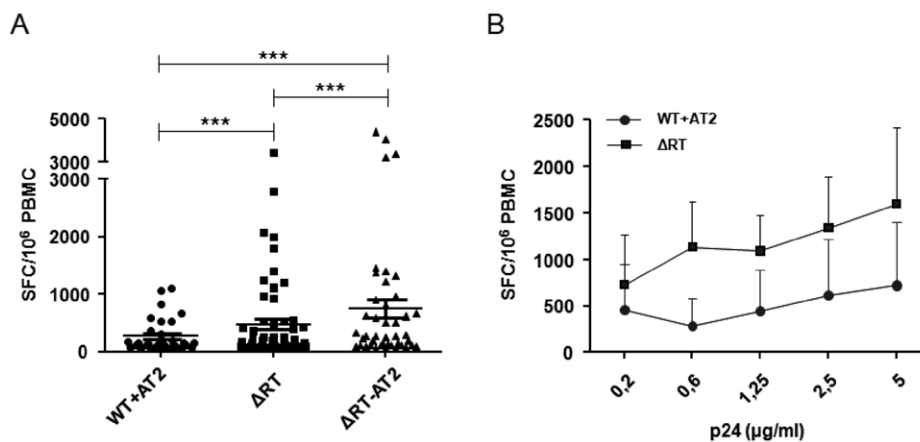 A
***
***
***
SFC/10⁶ PBMC
5000
3000
3000
2000
1000
0
WT+AT2
ΔRT
ΔRT-AT2
B
WT+AT2
ΔRT
SFC/10⁶ PBMC
2500
2000
1500
1000
500
0
0,2
0,6
1,25
2,5
5
p24 (µg/ml)